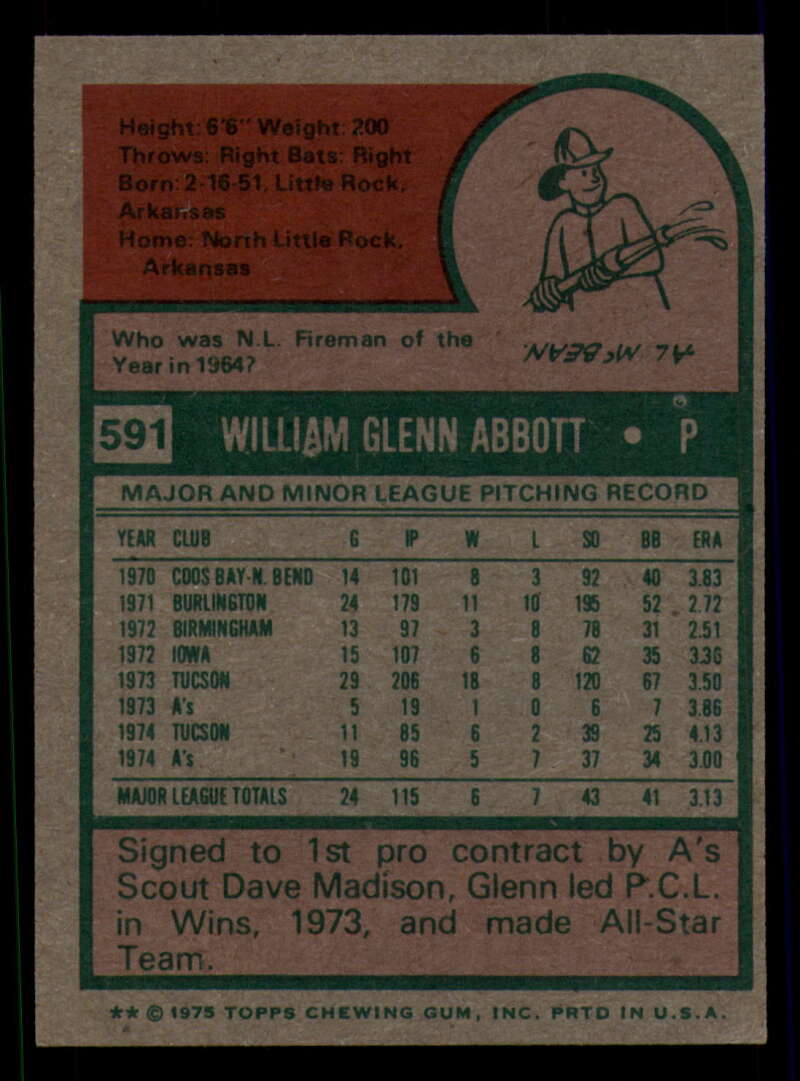 Height: 6'6" Weight: 200
Throws: Right Bats: Right
Born: 2-16-51, Little Rock,
Arkansas
Home: North Little Rock,
Arkansas
Who was N.L. Fireman of the
Year in 1964?
AL McBEAN.
591 WILLIAM GLENN ABBOTT • P
MAJOR AND MINOR LEAGUE PITCHING RECORD
YEAR CLUB G IP W L SO BB ERA
1970 COOS BAY-N. BEND 14 101 8 3 92 40 3.83
1971 BURLINGTON 24 179 11 10 195 52 2.72
1972 BIRMINGHAM 13 97 3 8 78 31 2.51
1972 IOWA 15 107 6 8 62 35 3.36
1973 TUCSON 29 206 18 8 120 67 3.50
1973 A's 5 19 1 0 6 7 3.86
1974 TUCSON 11 85 6 2 39 25 4.13
1974 A's 19 96 5 7 37 34 3.00
MAJOR LEAGUE TOTALS 24 115 6 7 43 41 3.13
Signed to 1st pro contract by A's
Scout Dave Madison, Glenn led P.C.L.
in Wins, 1973, and made All-Star
Team.
** © 1975 TOPPS CHEWING GUM, INC. PRTD IN U.S.A.